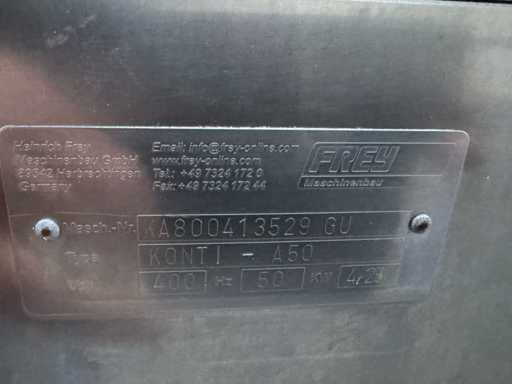 Heinrich Frey
Maschinenbau GmbH
89542 Herbrechtingen
Germany
Email: info@frey-online.com
www.frey-online.com
Tel.: +49 7324 172 0
Fax: +49 7324 172 44
FREY
Maschinenbau
Masch.-Nr. KA800413529 GU
Type KONTI - A50
Volt 400 Hz 50 KW